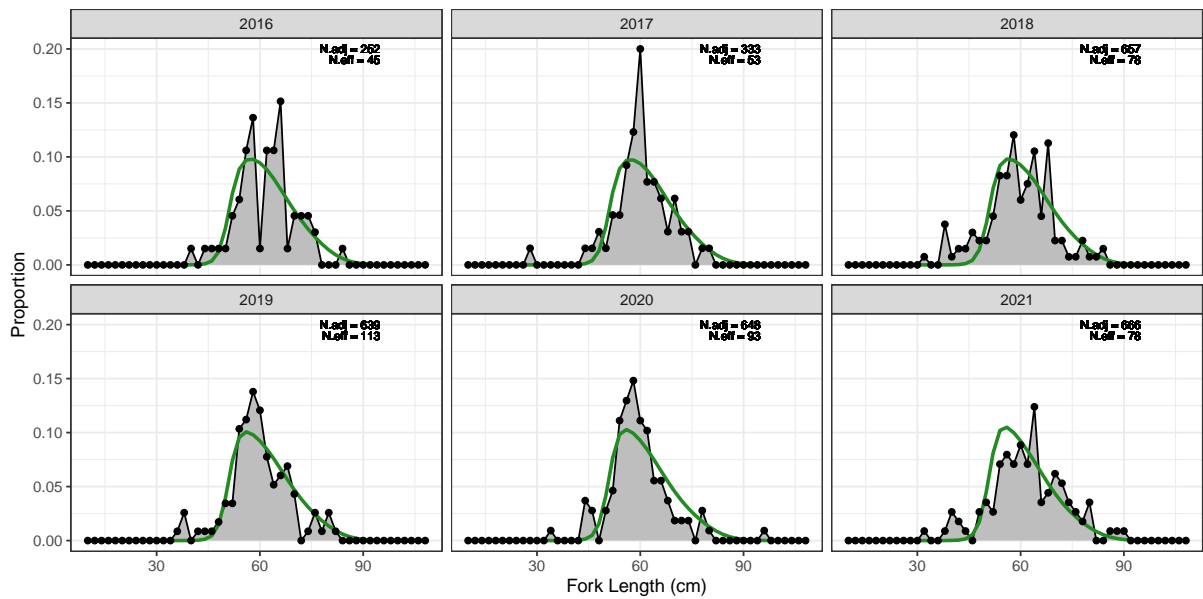 2016
2017
2018
N.adj = 252
N.eff = 45
N.adj = 333
N.eff = 53
N.adj = 657
N.eff = 78
0.20
0.15
0.10
0.05
0.00
2019
2020
2021
N.adj = 639
N.eff = 113
N.adj = 648
N.eff = 93
N.adj = 666
N.eff = 78
0.20
0.15
0.10
0.05
0.00
Proportion
30 60 90 30 60 90 30 60 90
Fork Length (cm)